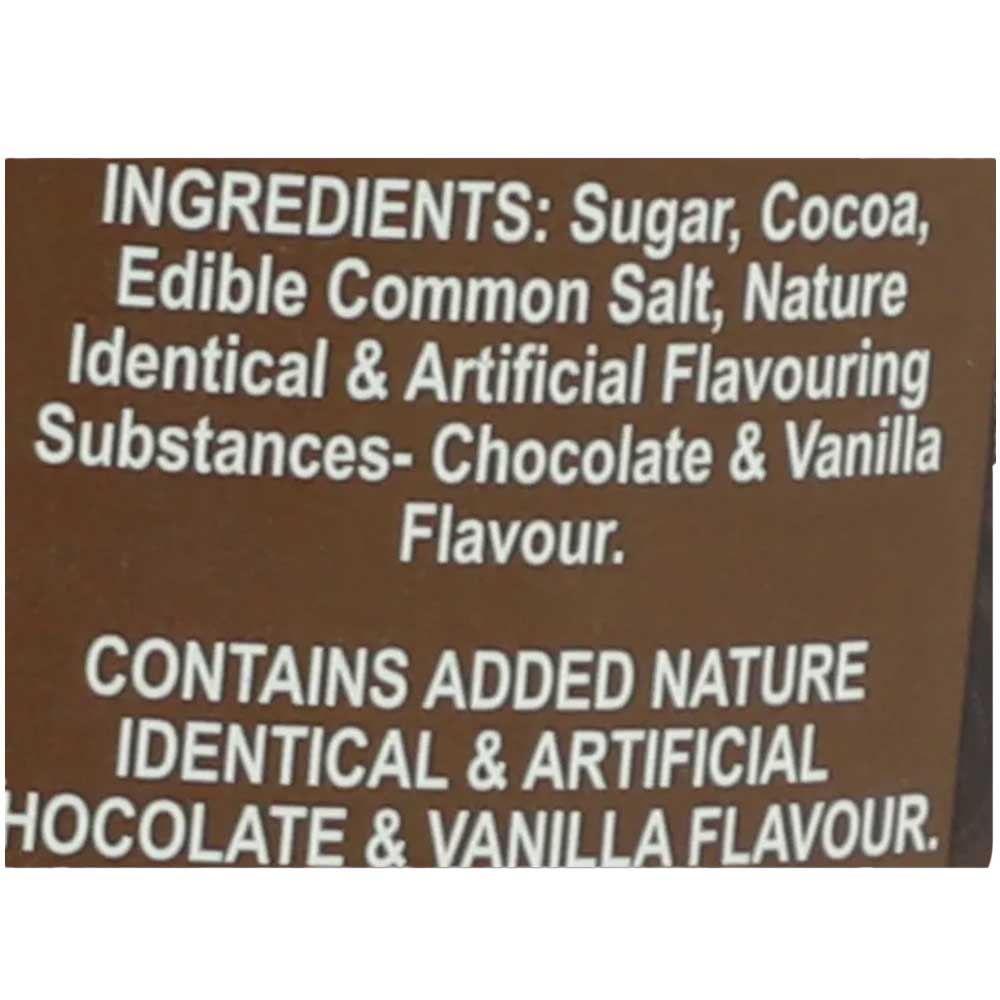 INGREDIENTS: Sugar, Cocoa,
Edible Common Salt, Nature
Identical & Artificial Flavouring
Substances- Chocolate & Vanilla
Flavour.
CONTAINS ADDED NATURE
IDENTICAL & ARTIFICIAL
HOCOLATE & VANILLA FLAVOUR.